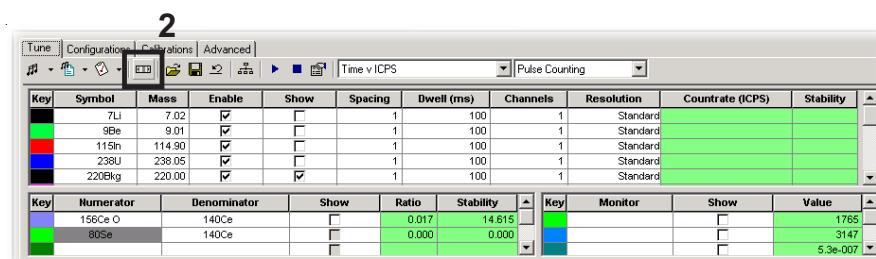 2
Tune Configurations Calibrations Advanced
Time v ICPS Pulse Counting
Key Symbol Mass Enable Show Spacing Dwell (ms) Channels Resolution Countrate (ICPS) Stability
7Li 7.02 1 100 1 Standard
9Be 9.01 1 100 1 Standard
115In 114.90 1 100 1 Standard
238U 238.05 1 100 1 Standard
220Bkg 220.00 1 100 1 Standard
Key Numerator Denominator Show Ratio Stability Key Monitor Show Value
156Ce O 140Ce 0.017 14.615 1765
80Se 140Ce 0.000 0.000 3147
5.3e-007